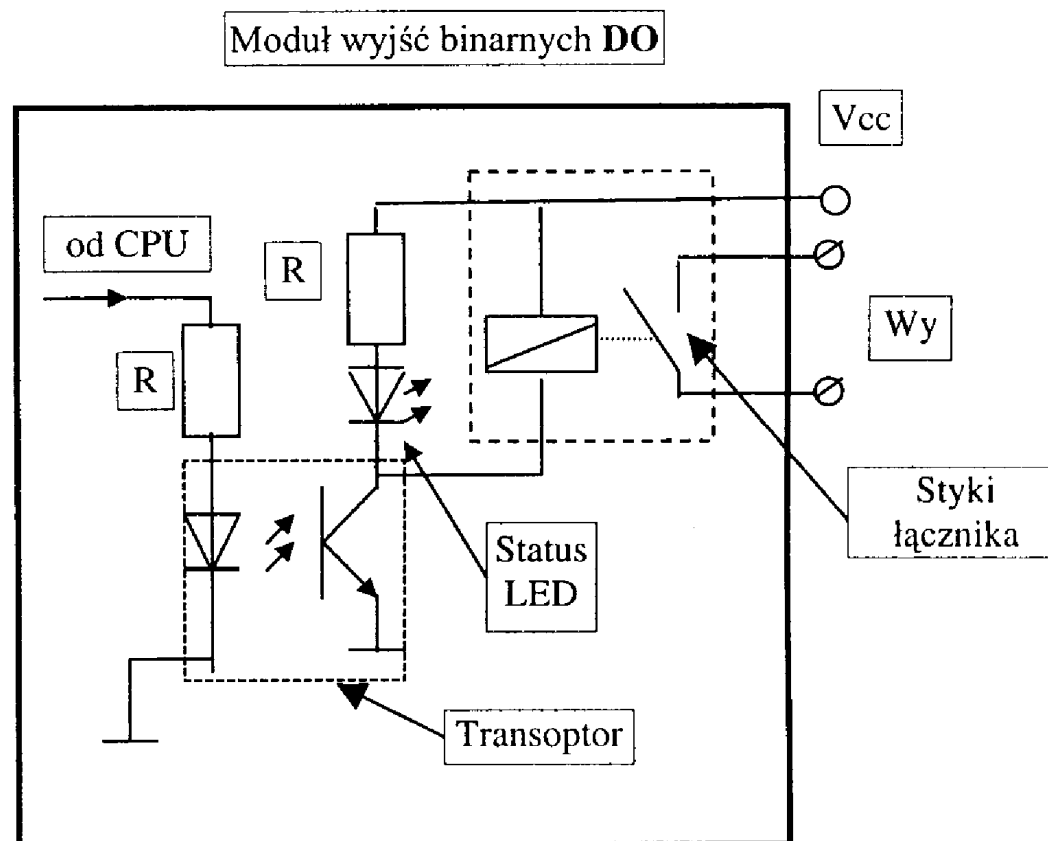 Moduł wyjść binarnych DO
Vcc
od CPU
R
R
Wy
Styki
łącznika
Status
LED
Transoptor